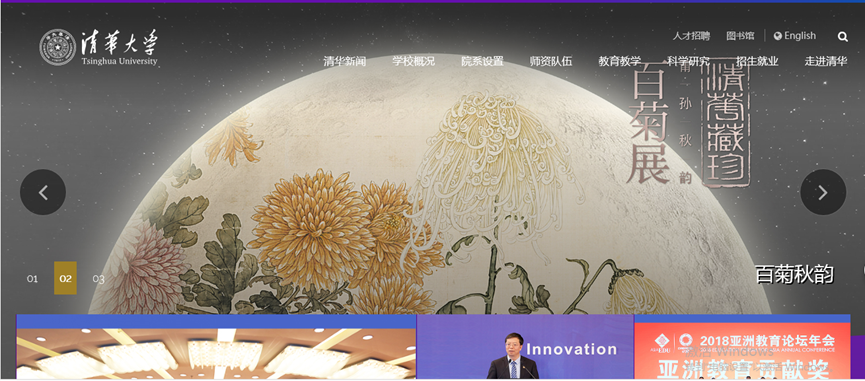 人才招聘 图书馆 English
清華大学
Tsinghua University
清华新闻 学校概况 院系设置 师资队伍 教育教学 科学研究 招生就业 走进清华
百菊展
孙秋韵
清華藏珍
01 02 03
百菊秋韵
Innovation
2018亚洲教育论坛年会
亚洲教育贡献奖